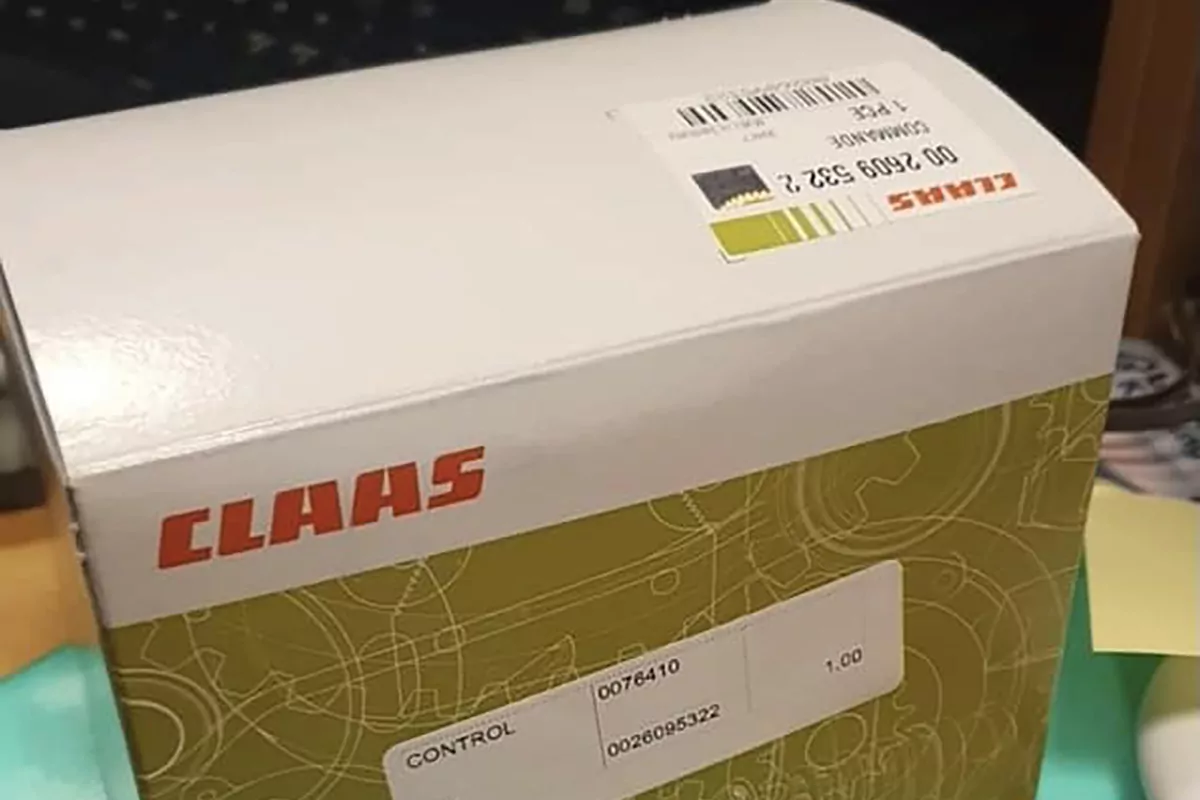 CLAAS
00 2609 532 2
COMMANDE
1 PCE
CLAAS
CONTROL
0076410
0026095322
1.00